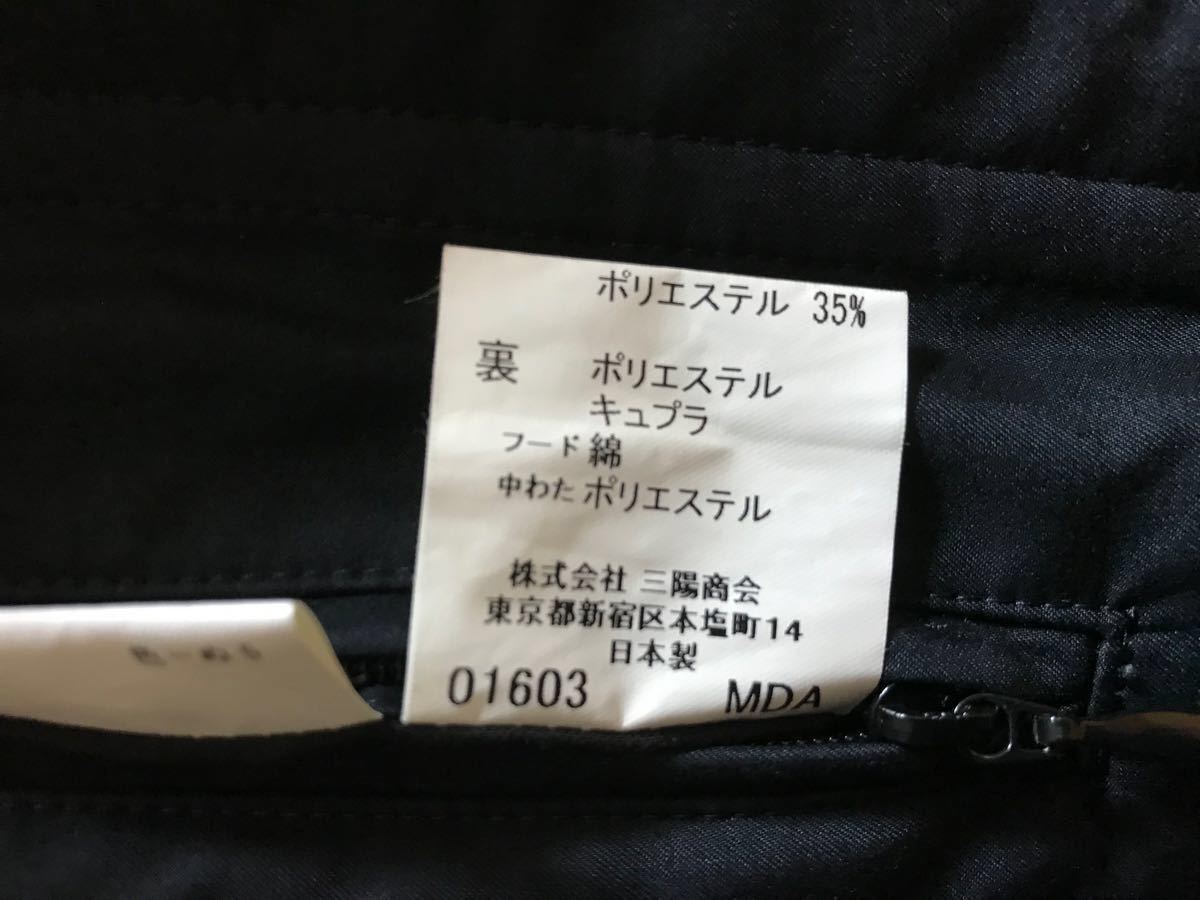 ポリエステル 35%
裏 ポリエステル
キュプラ
フード 綿
中わた ポリエステル
株式会社 三陽商会
東京都新宿区本塩町14
日本製
01603 MDA